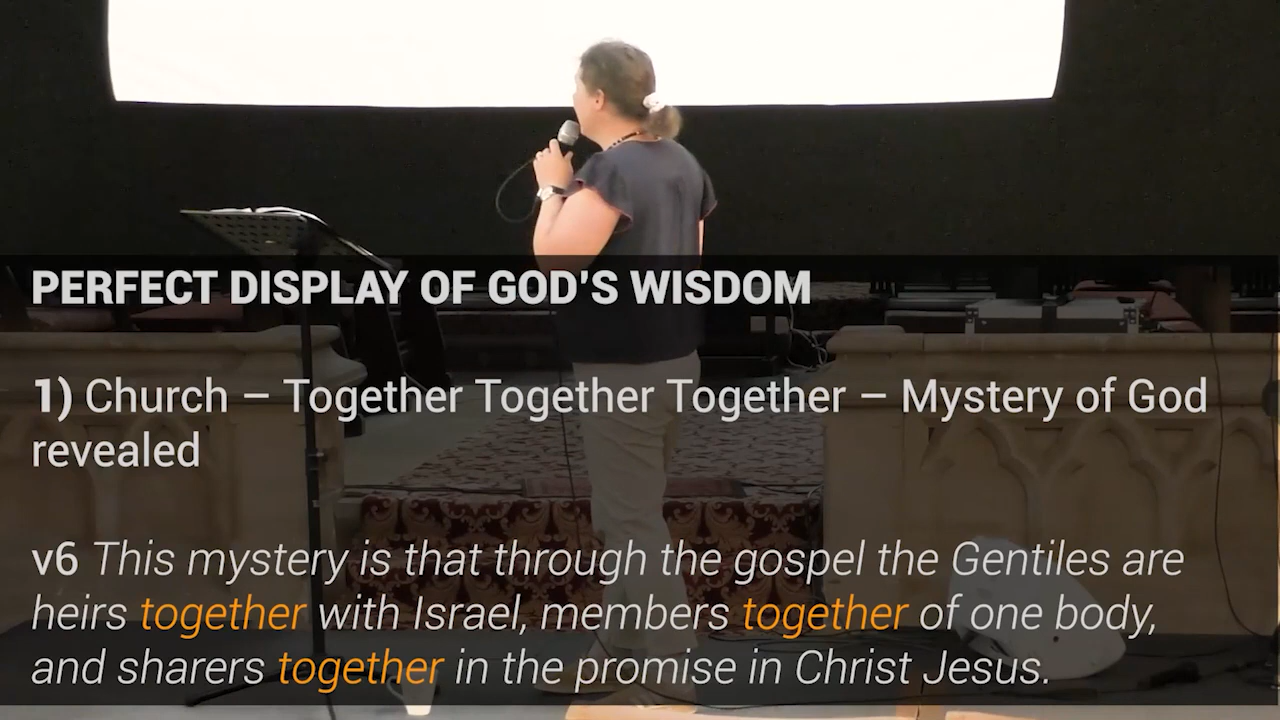 PERFECT DISPLAY OF GOD'S WISDOM
1) Church – Together Together Together – Mystery of God
revealed
v6 This mystery is that through the gospel the Gentiles are
heirs together with Israel, members together of one body,
and sharers together in the promise in Christ Jesus.